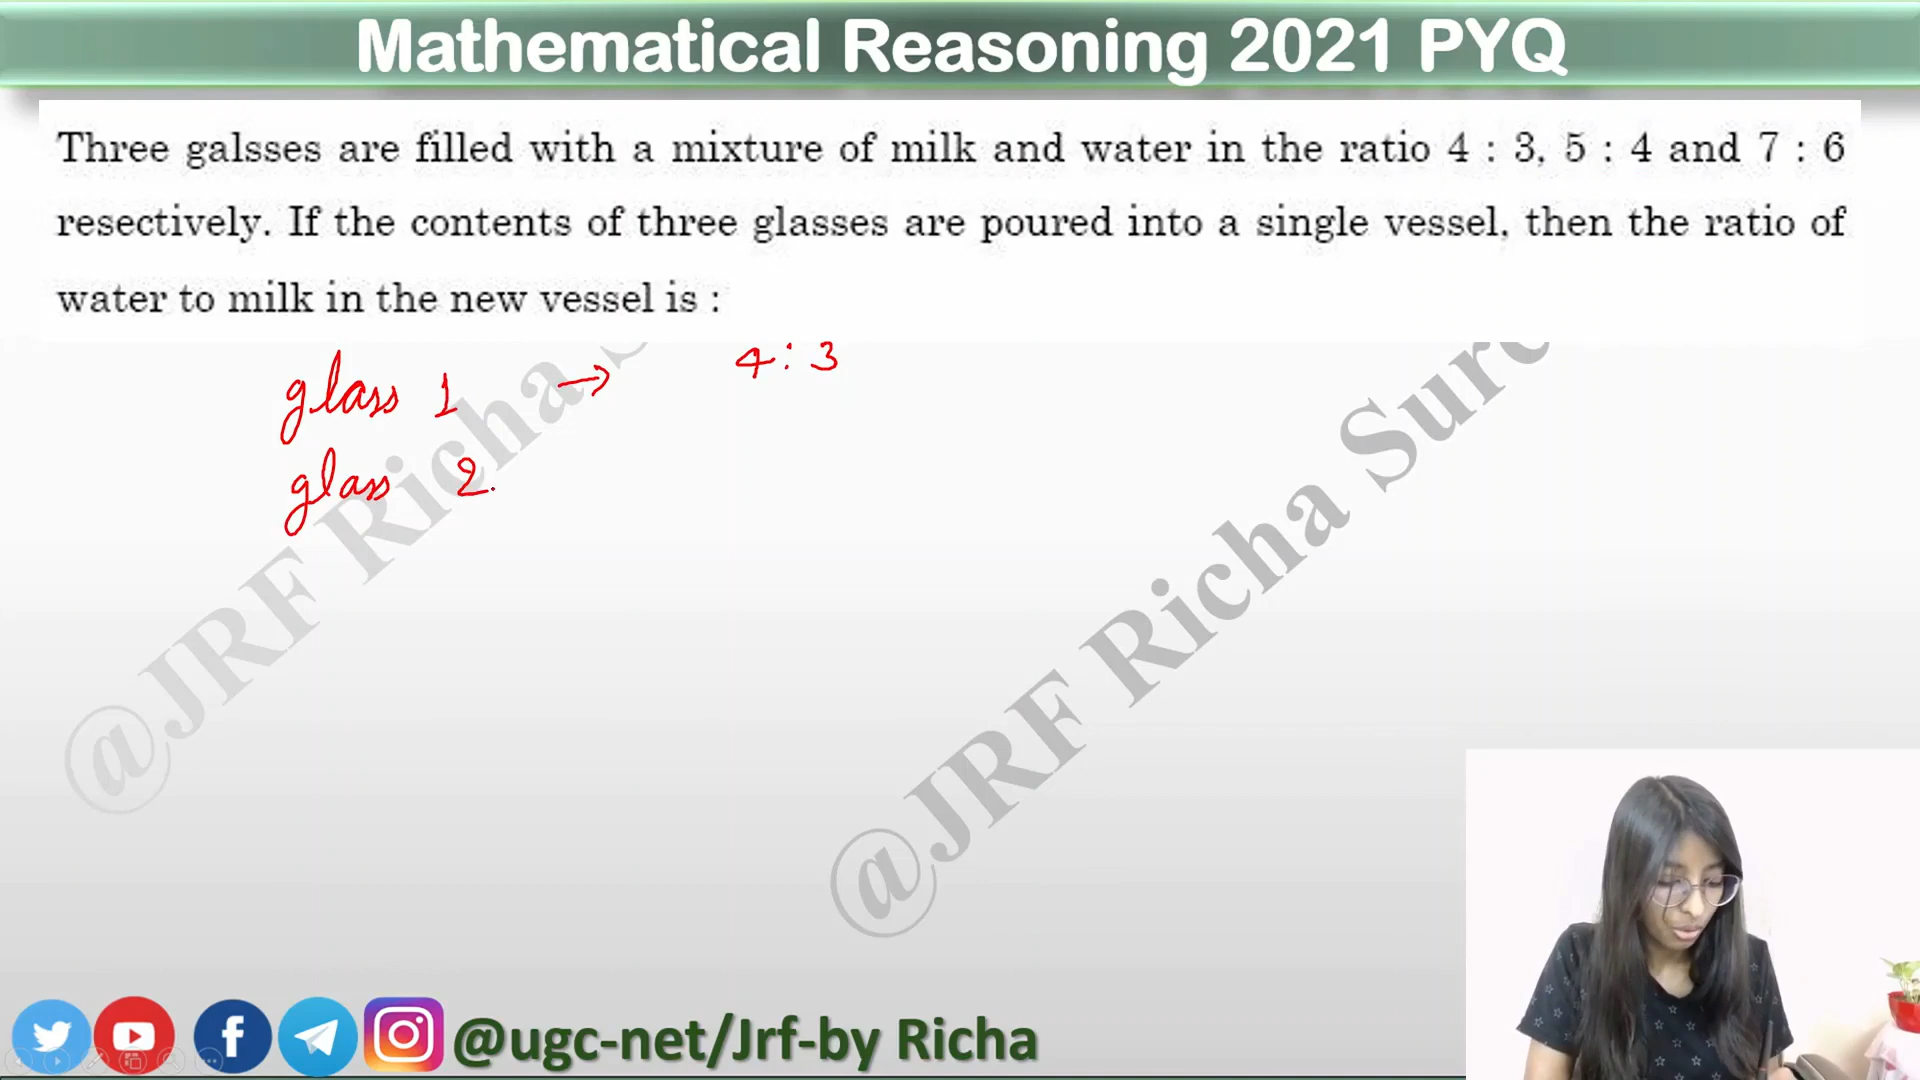 Mathematical Reasoning 2021 PYQ
Three galsses are filled with a mixture of milk and water in the ratio 4 : 3, 5 : 4 and 7 : 6
resectively. If the contents of three glasses are poured into a single vessel, then the ratio of
water to milk in the new vessel is :
glass 1 → 4 : 3
glass 2
@JRF Richa S
@JRF Richa Sure
@ugc-net/Jrf-by Richa